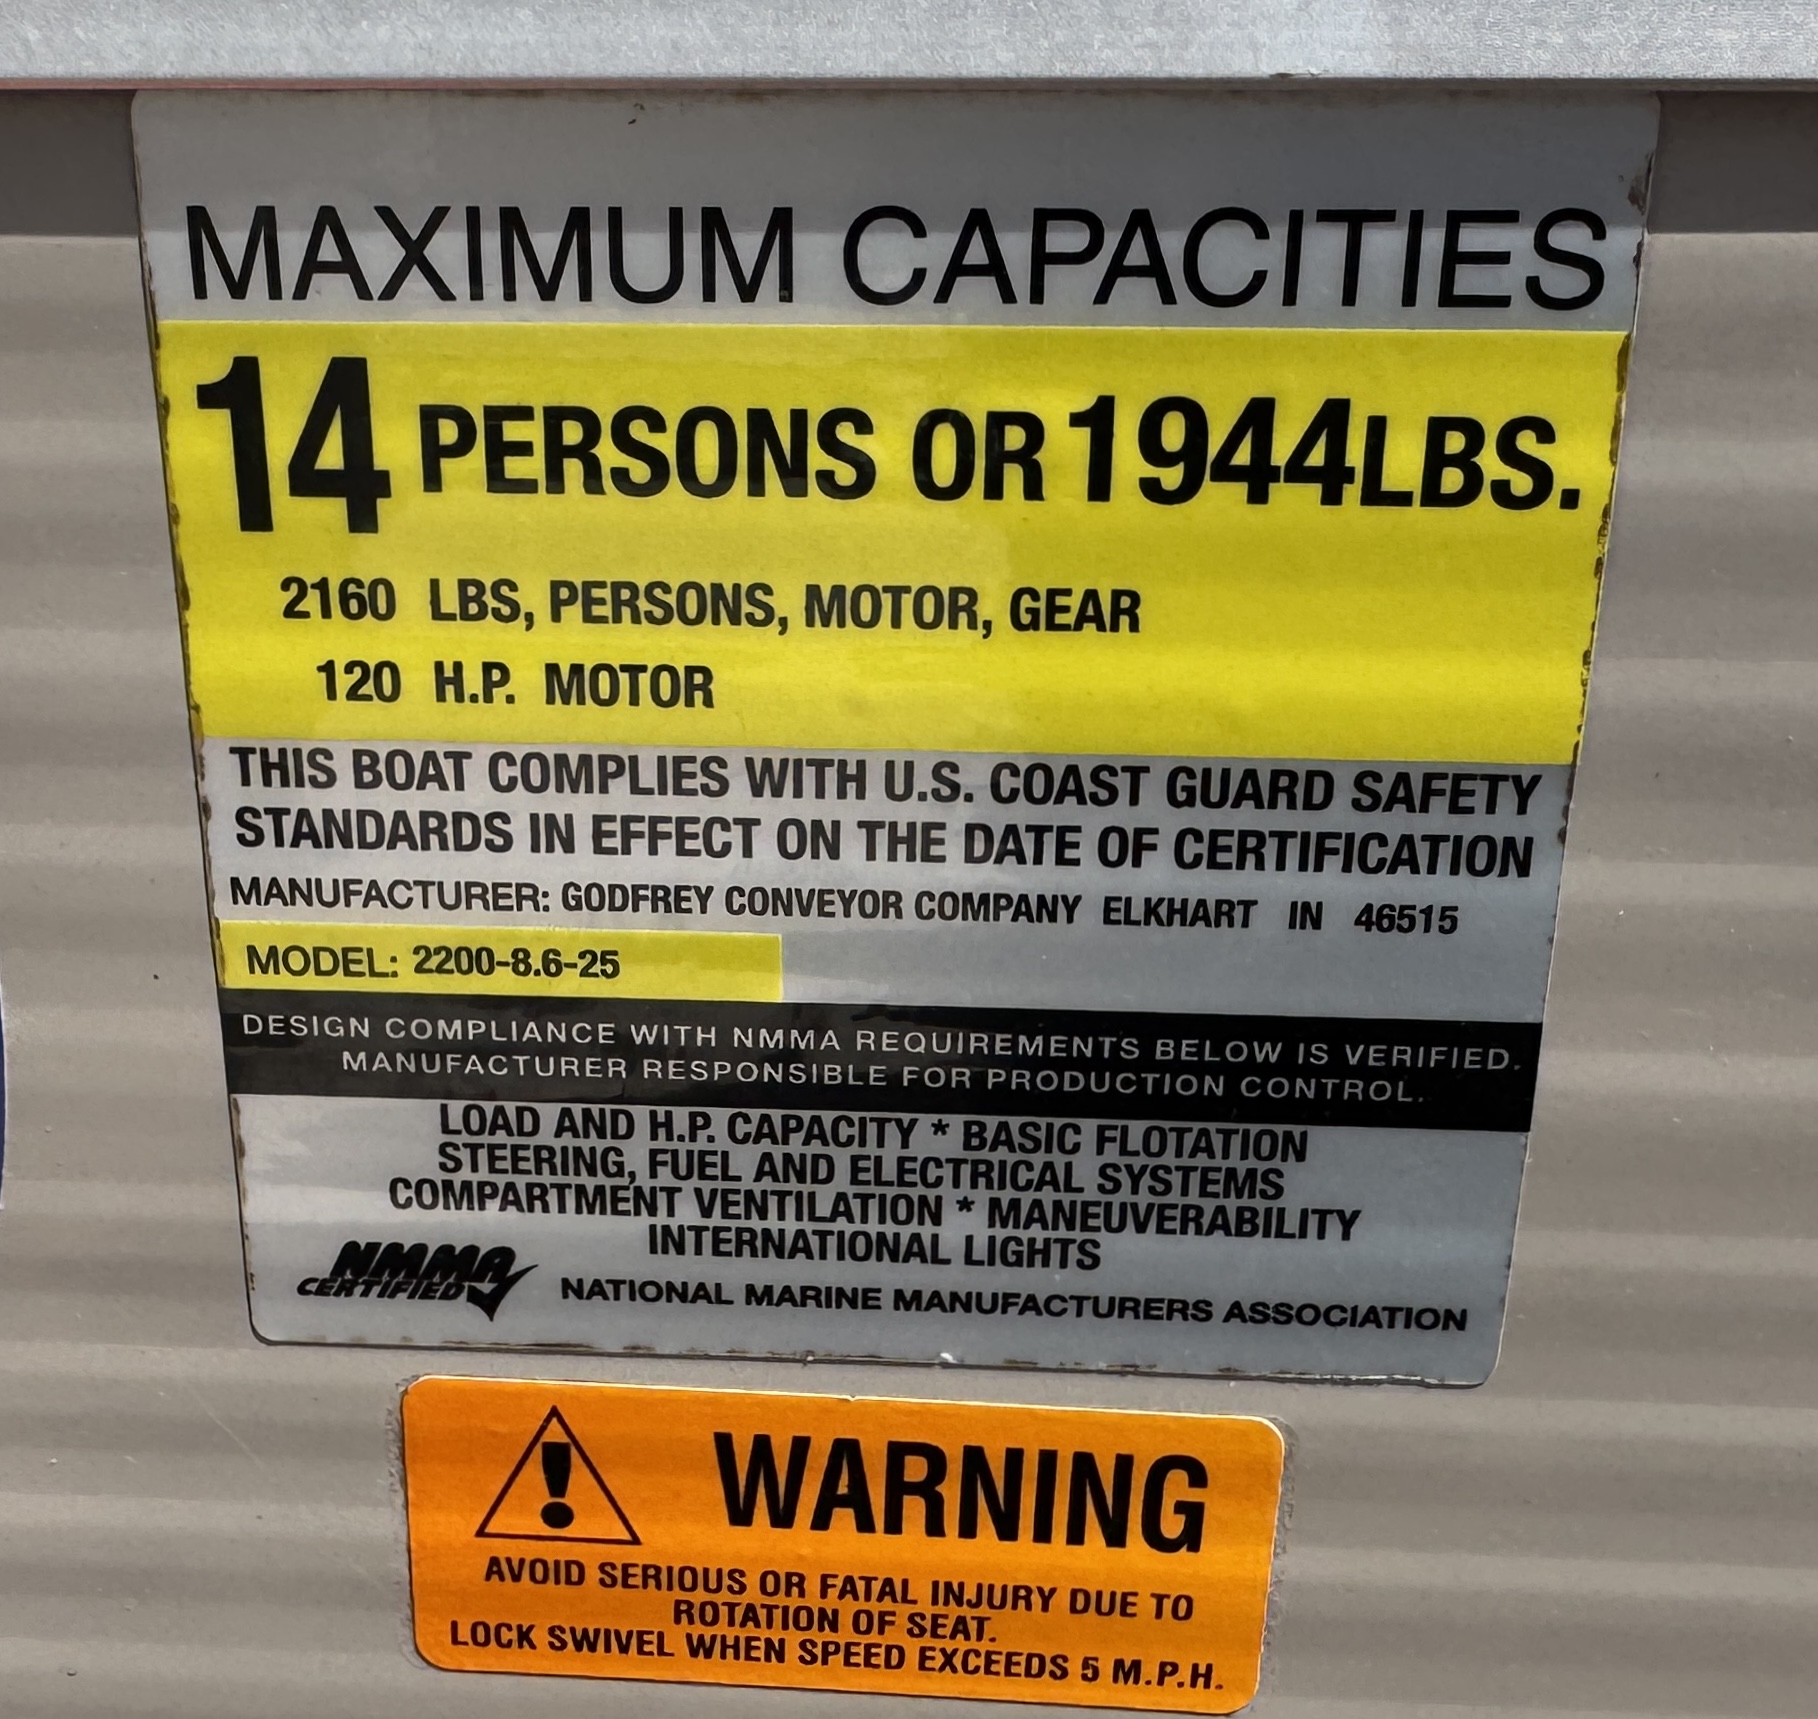 MAXIMUM CAPACITIES
14 PERSONS OR 1944 LBS.
2160 LBS, PERSONS, MOTOR, GEAR
120 H.P. MOTOR
THIS BOAT COMPLIES WITH U.S. COAST GUARD SAFETY
STANDARDS IN EFFECT ON THE DATE OF CERTIFICATION
MANUFACTURER: GODFREY CONVEYOR COMPANY ELKHART IN 46515
MODEL: 2200-8.6-25
DESIGN COMPLIANCE WITH NMMA REQUIREMENTS BELOW IS VERIFIED.
MANUFACTURER RESPONSIBLE FOR PRODUCTION CONTROL.
LOAD AND H.P. CAPACITY * BASIC FLOTATION
STEERING, FUEL AND ELECTRICAL SYSTEMS
COMPARTMENT VENTILATION * MANEUVERABILITY
INTERNATIONAL LIGHTS
NMMA
CERTIFIED
NATIONAL MARINE MANUFACTURERS ASSOCIATION
! WARNING
AVOID SERIOUS OR FATAL INJURY DUE TO
ROTATION OF SEAT.
LOCK SWIVEL WHEN SPEED EXCEEDS 5 M.P.H.